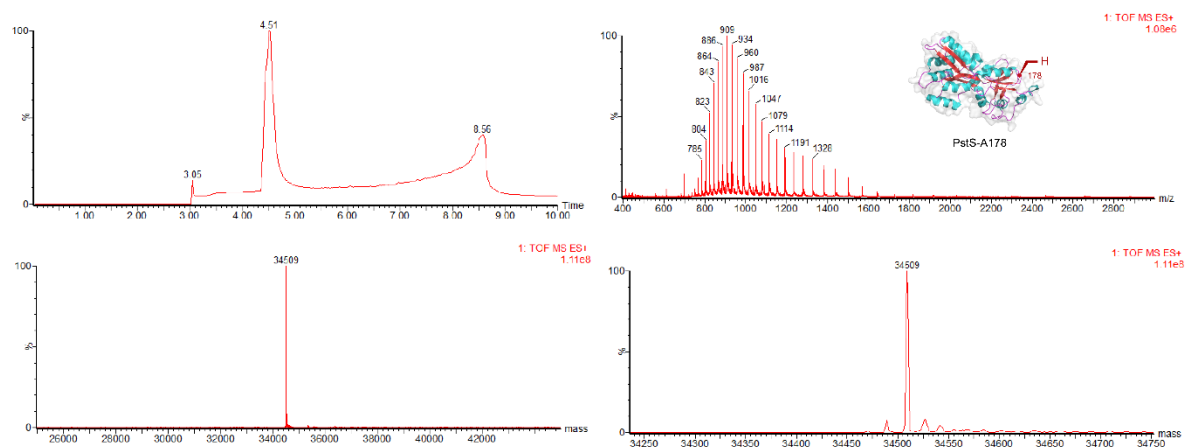 100
%
0
3.05
4.51
8.56
1.00 2.00 3.00 4.00 5.00 6.00 7.00 8.00 9.00 10.00
Time
1: TOF MS ES+
1.08e6
100
%
0
785
804
823
843
864
886
909
934
960
987
1016
1047
1079
1114
1191
1328
H
178
PstS-A178
400 600 800 1000 1200 1400 1600 1800 2000 2200 2400 2600 2800
m/z
1: TOF MS ES+
1.11e8
100
%
0
34509
26000 28000 30000 32000 34000 36000 38000 40000 42000
mass
1: TOF MS ES+
1.11e8
100
%
0
34509
34250 34300 34350 34400 34450 34500 34550 34600 34650 34700 34750
mass